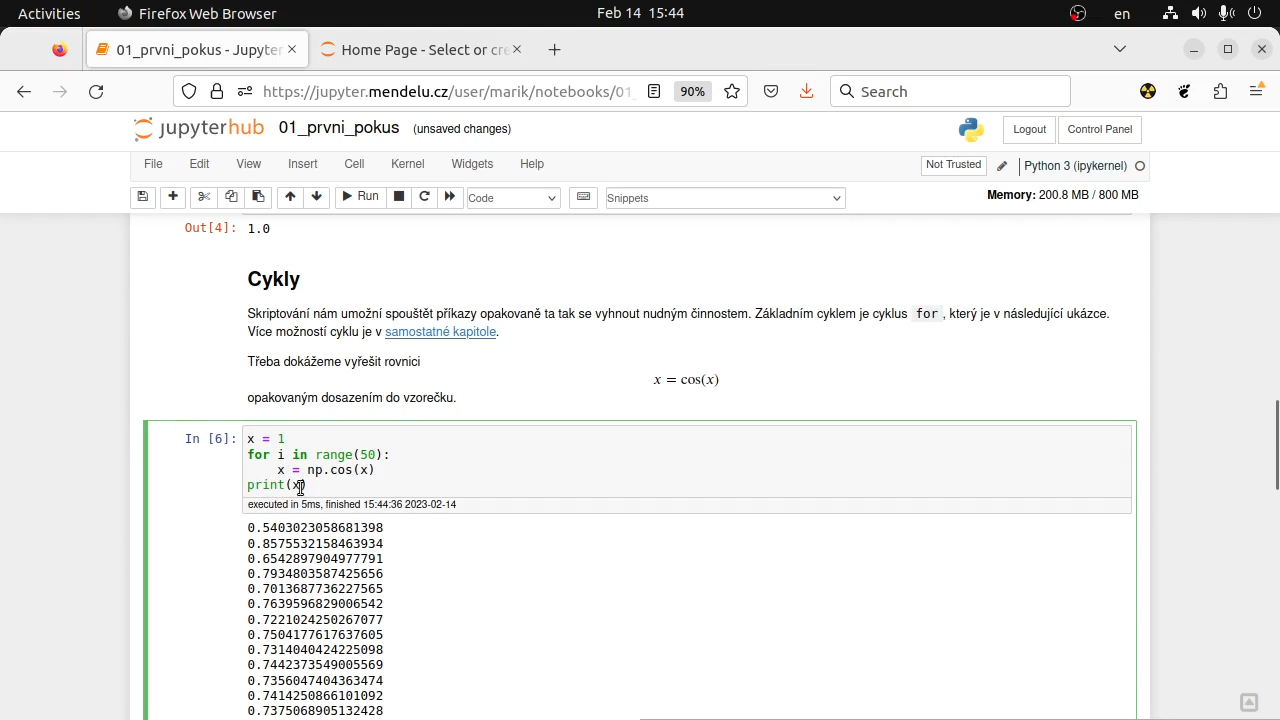 Activities Firefox Web Browser Feb 14 15:44 en
01_prvni_pokus - Jupyter Home Page - Select or cre
https://jupyter.mendelu.cz/user/marik/notebooks/01_ 90% Search
jupyterhub 01_prvni_pokus (unsaved changes) Logout Control Panel
File Edit View Insert Cell Kernel Widgets Help Not Trusted Python 3 (ipykernel)
Run Code Snippets Memory: 200.8 MB / 800 MB
Out[4]: 1.0
Cykly
Skriptování nám umožní spouštět příkazy opakovaně ta tak se vyhnout nudným činnostem. Základním cyklem je cyklus for, který je v následující ukázce.
Více možností cyklu je v samostatné kapitole.
Třeba dokážeme vyřešit rovnici
x = cos(x)
opakovaným dosazením do vzorečku.
In [6]: x = 1
for i in range(50):
    x = np.cos(x)
print(x)
executed in 5ms, finished 15:44:36 2023-02-14
0.5403023058681398
0.8575532158463934
0.6542897904977791
0.7934803587425656
0.7013687736227565
0.7639596829006542
0.7221024250267077
0.7504177617637605
0.7314040424225098
0.7442373549005569
0.7356047404363474
0.7414250866101092
0.7375068905132428